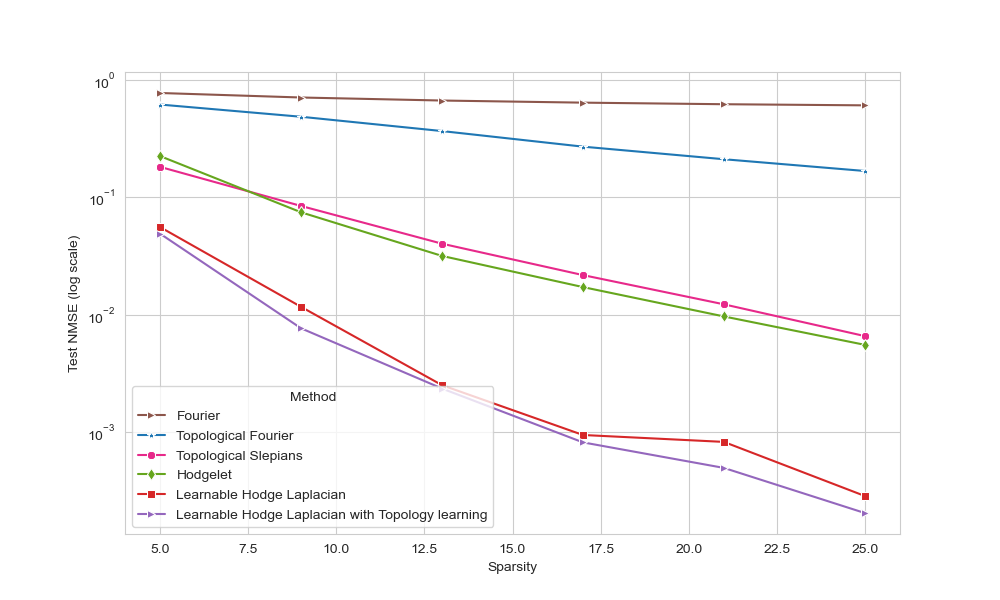 10^0
10^−1
10^−2
10^−3
Test NMSE (log scale)
Method
Fourier
Topological Fourier
Topological Slepians
Hodgelet
Learnable Hodge Laplacian
Learnable Hodge Laplacian with Topology learning
5.0 7.5 10.0 12.5 15.0 17.5 20.0 22.5 25.0
Sparsity